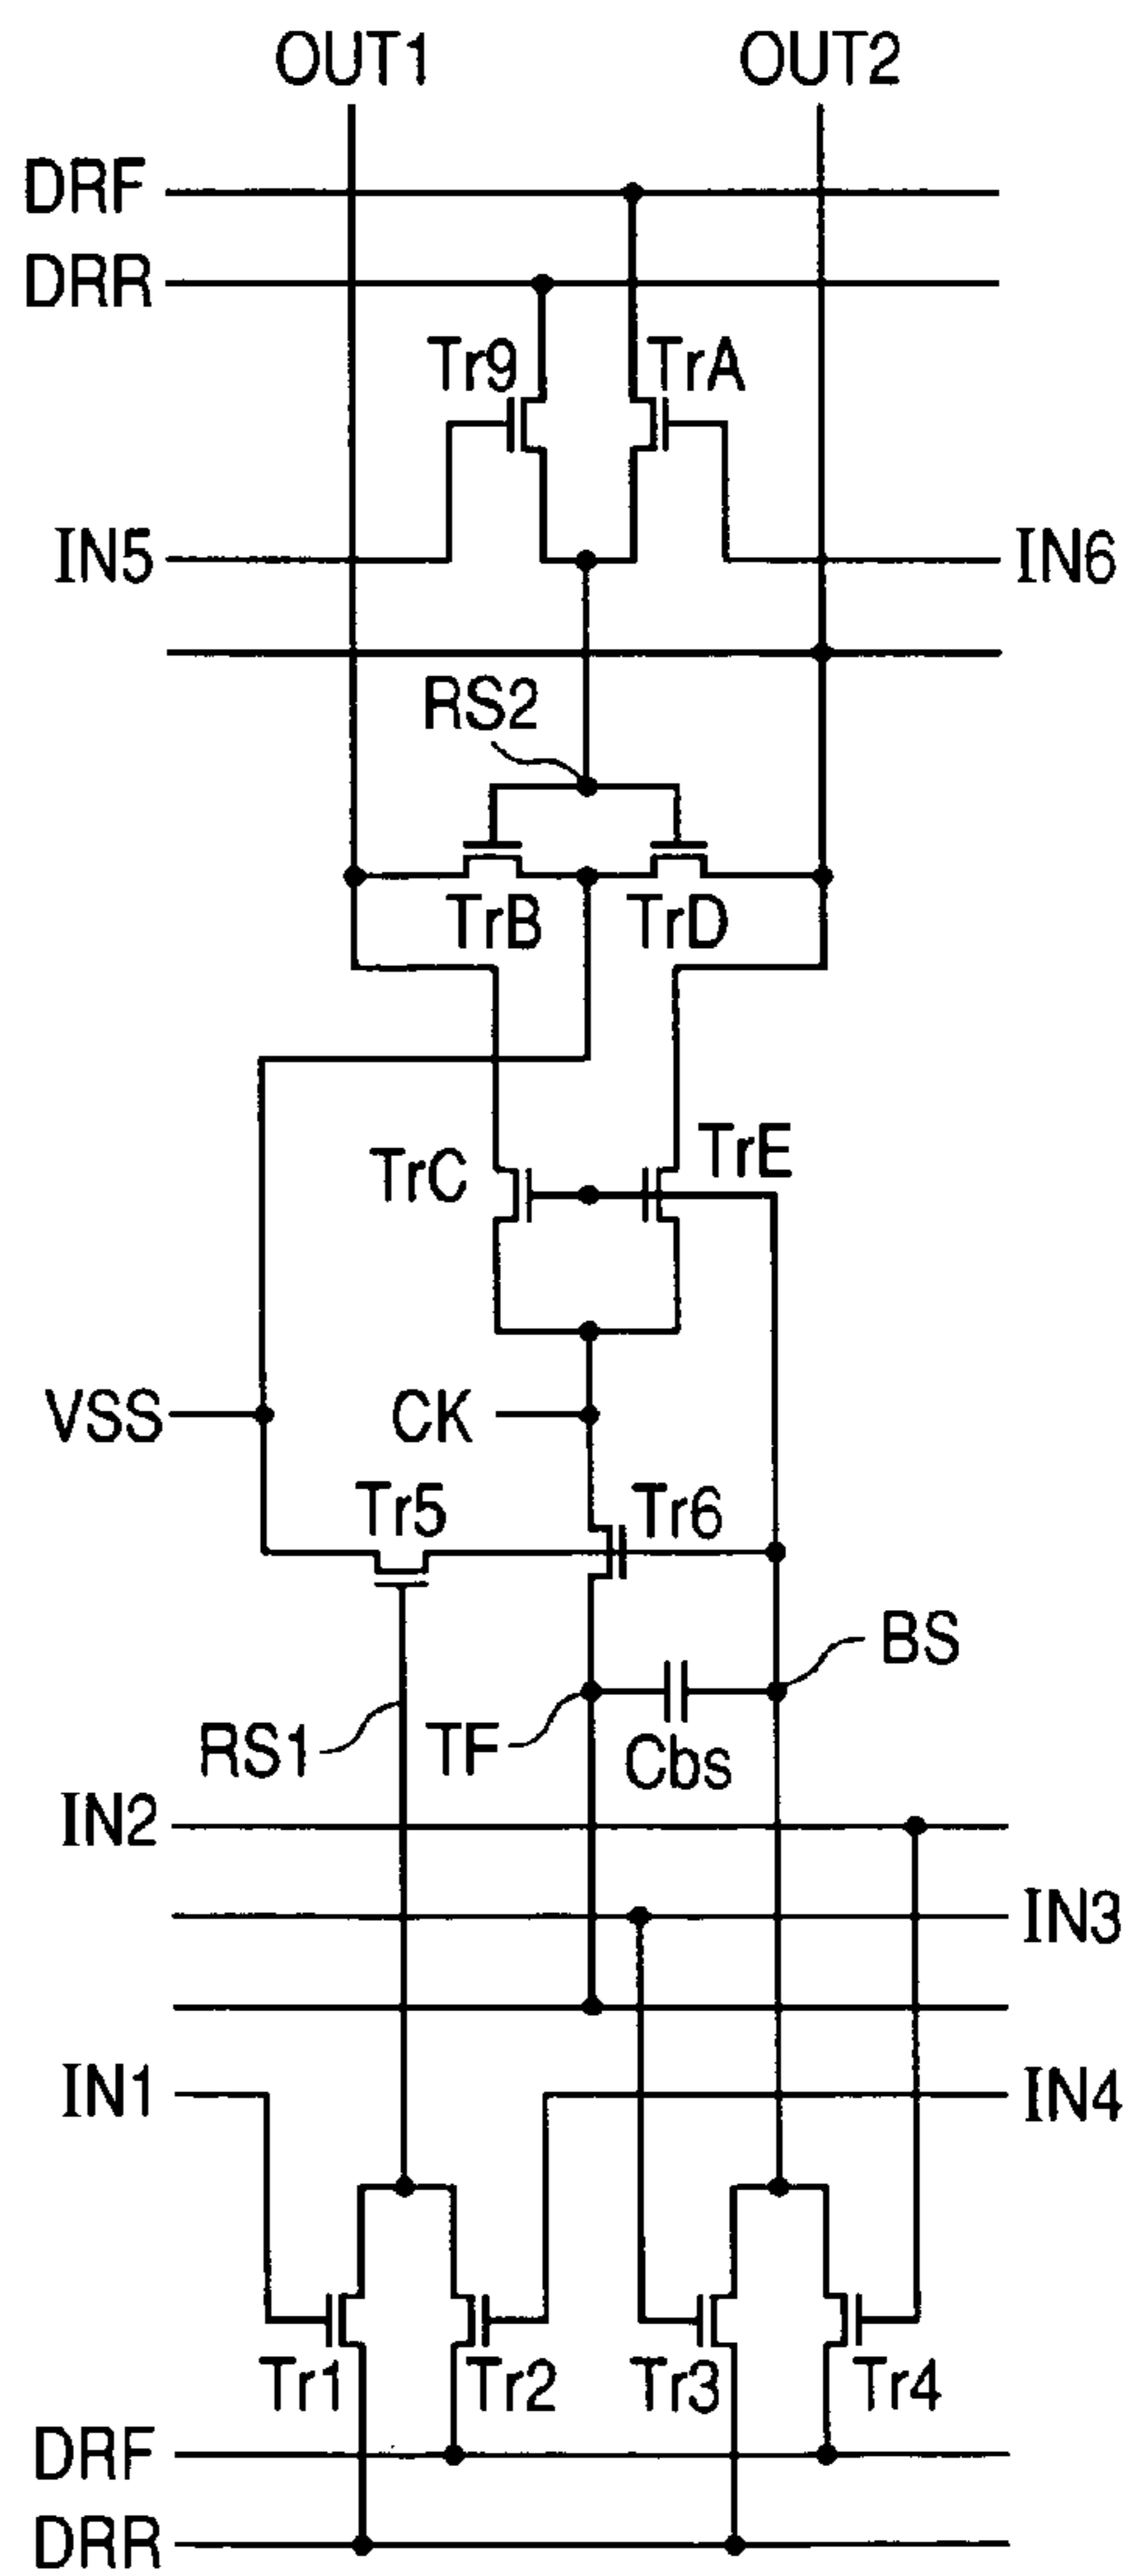 OUT1 OUT2
DRF
DRR
Tr9 TrA
IN5 IN6
RS2
TrB TrD
TrC TrE
VSS CK
Tr5 Tr6
BS
RS1 TF Cbs
IN2
IN3
IN1 IN4
Tr1 Tr2 Tr3 Tr4
DRF
DRR